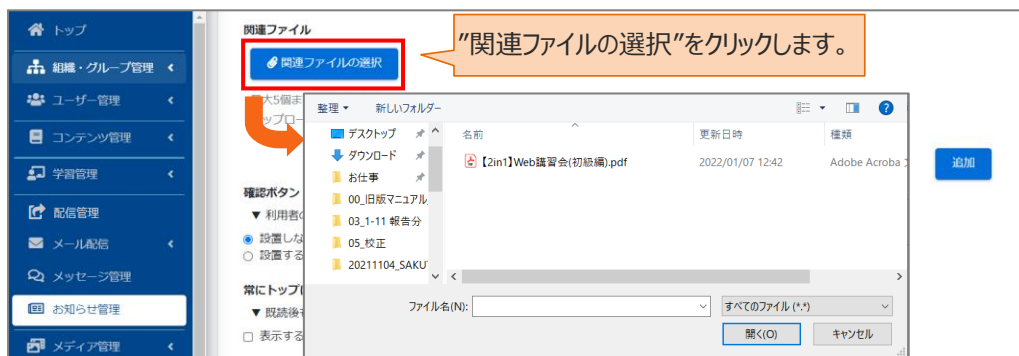 トップ
組織・グループ管理
ユーザー管理
コンテンツ管理
学習管理
配信管理
メール配信
メッセージ管理
お知らせ管理
メディア管理
関連ファイル
関連ファイルの選択
”関連ファイルの選択”をクリックします。
大5個ま
ップロー
確認ボタン
▼ 利用者の
設置しな
設置する
常にトップに
▼ 既読後も
表示する
整理 新しいフォルダー
デスクトップ
ダウンロード
お仕事
00_旧版マニュアル
03_1-11 報告分
05_校正
20211104_SAKU
名前 更新日時 種類
【2in1】Web講習会(初級編).pdf 2022/01/07 12:42 Adobe Acroba
ファイル名(N): すべてのファイル (*.*)
開く(O) キャンセル
追加